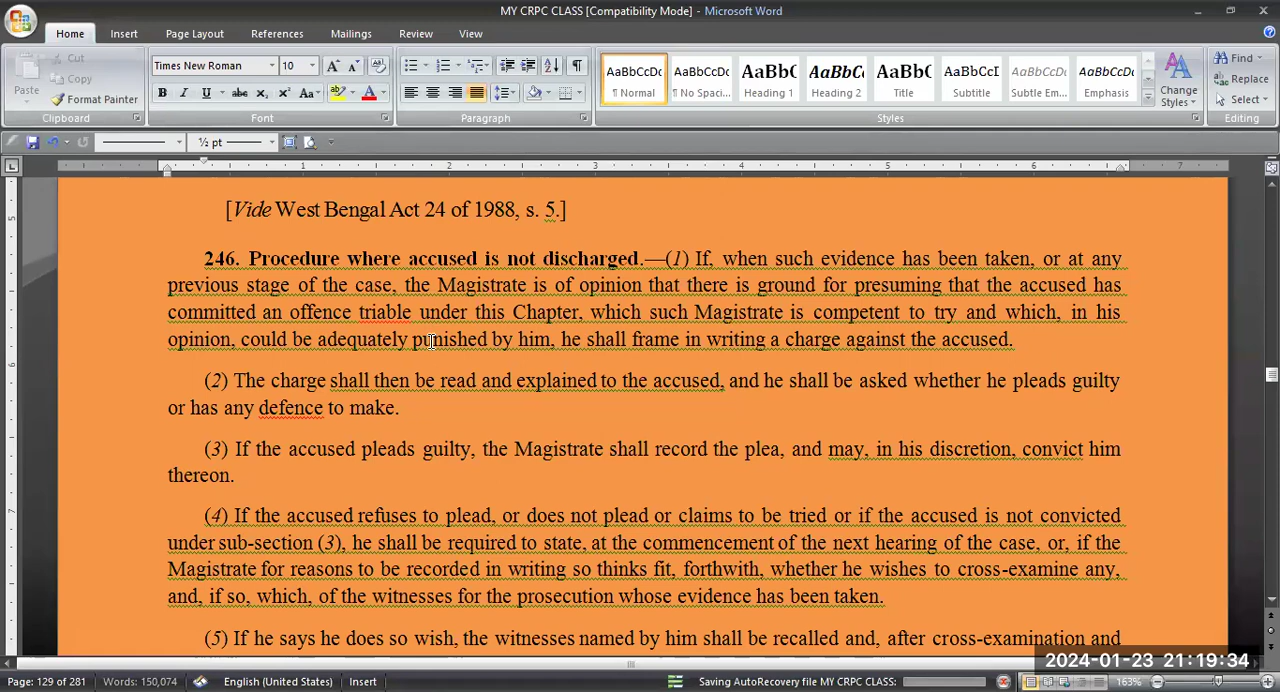 MY CRPC CLASS [Compatibility Mode] - Microsoft Word
Home Insert Page Layout References Mailings Review View
Paste Cut Copy Format Painter
Times New Roman 10
B I U abc x₂ x² Aa A
AaBbCcDc AaBbCcDc AaBbC AaBbCc AaBbC AaBbCcI AaBbCcDc AaBbCcDc
¶ Normal ¶ No Spaci... Heading 1 Heading 2 Title Subtitle Subtle Em... Emphasis
Change Styles
Find Replace Select
Clipboard Font Paragraph Styles Editing
½ pt
1 2 3 4 5 6 7
[Vide West Bengal Act 24 of 1988, s. 5.]
246. Procedure where accused is not discharged.—(1) If, when such evidence has been taken, or at any
previous stage of the case, the Magistrate is of opinion that there is ground for presuming that the accused has
committed an offence triable under this Chapter, which such Magistrate is competent to try and which, in his
opinion, could be adequately punished by him, he shall frame in writing a charge against the accused.
(2) The charge shall then be read and explained to the accused, and he shall be asked whether he pleads guilty
or has any defence to make.
(3) If the accused pleads guilty, the Magistrate shall record the plea, and may, in his discretion, convict him
thereon.
(4) If the accused refuses to plead, or does not plead or claims to be tried or if the accused is not convicted
under sub-section (3), he shall be required to state, at the commencement of the next hearing of the case, or, if the
Magistrate for reasons to be recorded in writing so thinks fit, forthwith, whether he wishes to cross-examine any,
and, if so, which, of the witnesses for the prosecution whose evidence has been taken.
(5) If he says he does so wish, the witnesses named by him shall be recalled and, after cross-examination and
2024-01-23 21:19:34
Page: 129 of 281 Words: 150,074 English (United States) Insert Saving AutoRecovery file MY CRPC CLASS: 163%